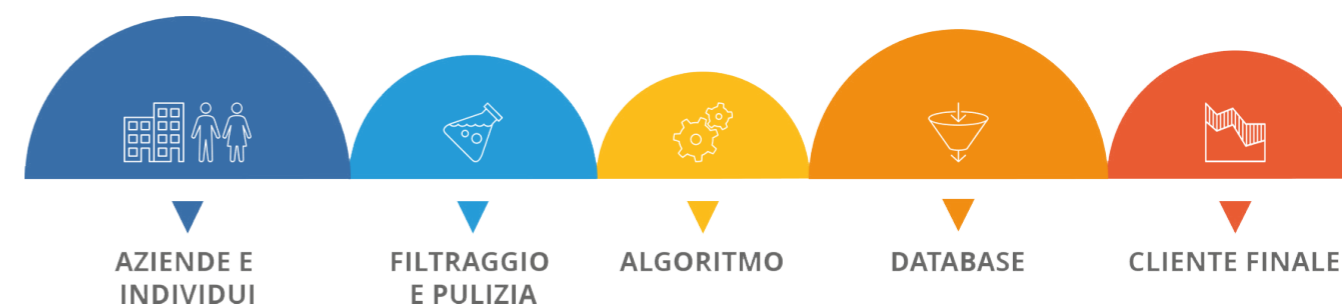 AZIENDE E
INDIVIDUI
FILTRAGGIO
E PULIZIA
ALGORITMO
DATABASE
CLIENTE FINALE